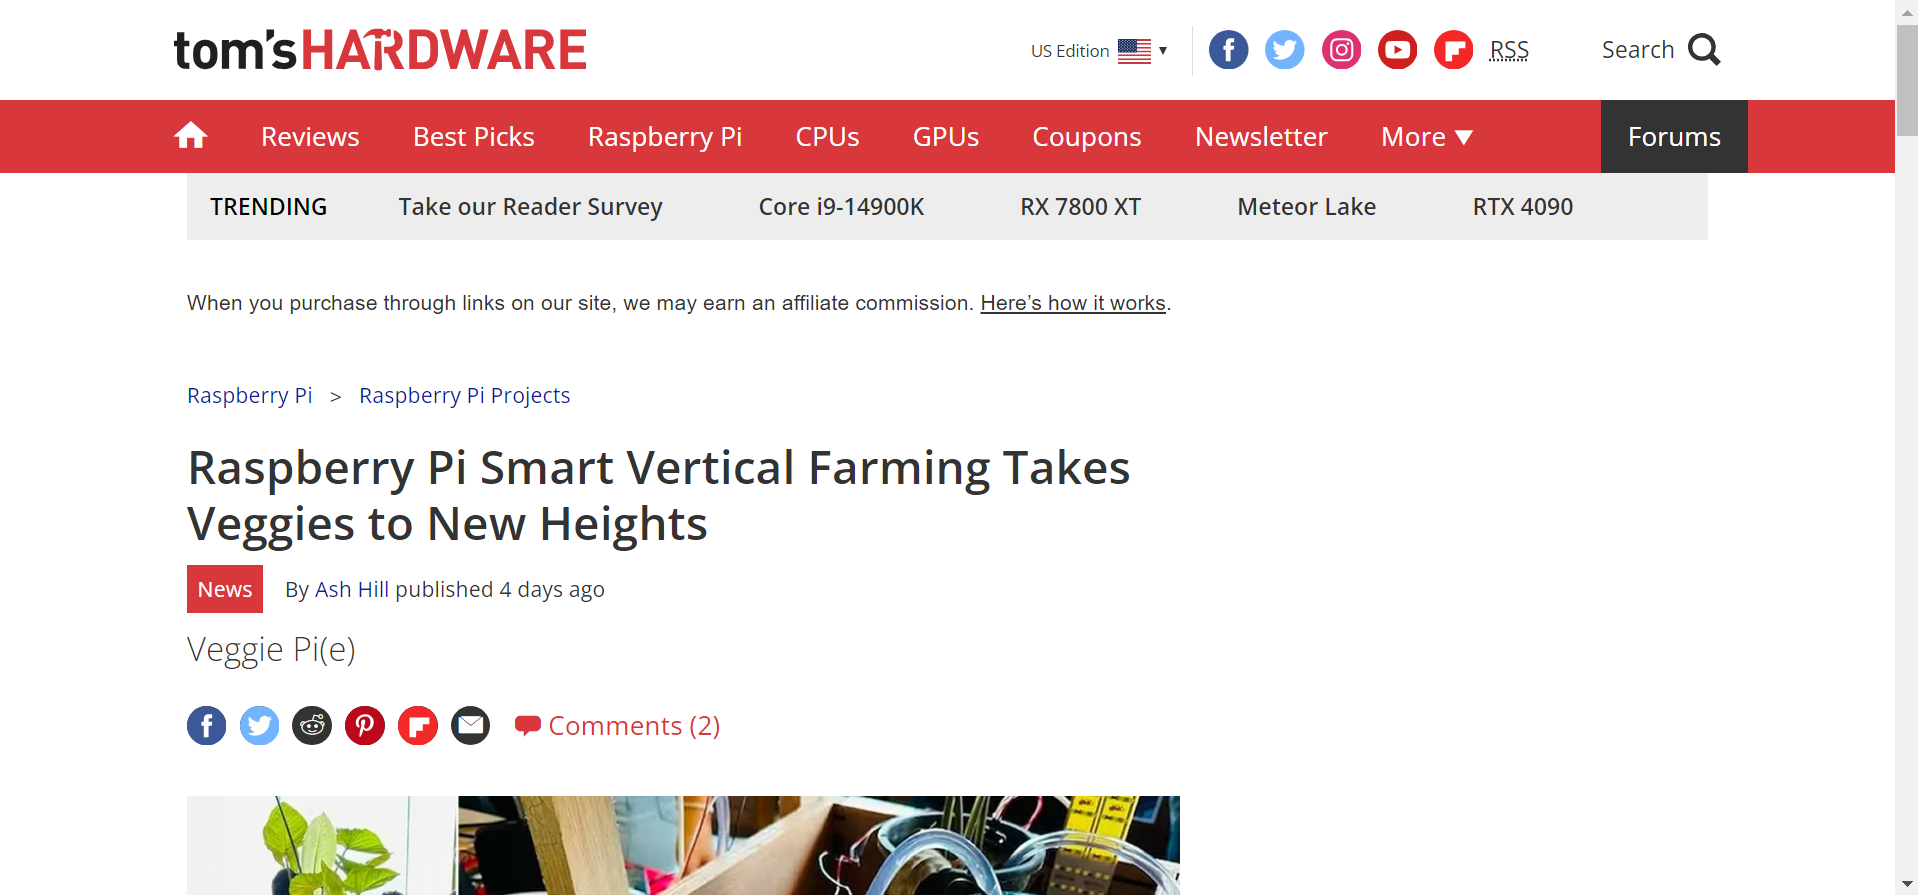 tom'sHARDWARE
US Edition ▼
RSS
Search
Reviews Best Picks Raspberry Pi CPUs GPUs Coupons Newsletter More ▼ Forums
TRENDING Take our Reader Survey Core i9-14900K RX 7800 XT Meteor Lake RTX 4090
When you purchase through links on our site, we may earn an affiliate commission. Here’s how it works.
Raspberry Pi > Raspberry Pi Projects
Raspberry Pi Smart Vertical Farming Takes
Veggies to New Heights
News By Ash Hill published 4 days ago
Veggie Pi(e)
Comments (2)